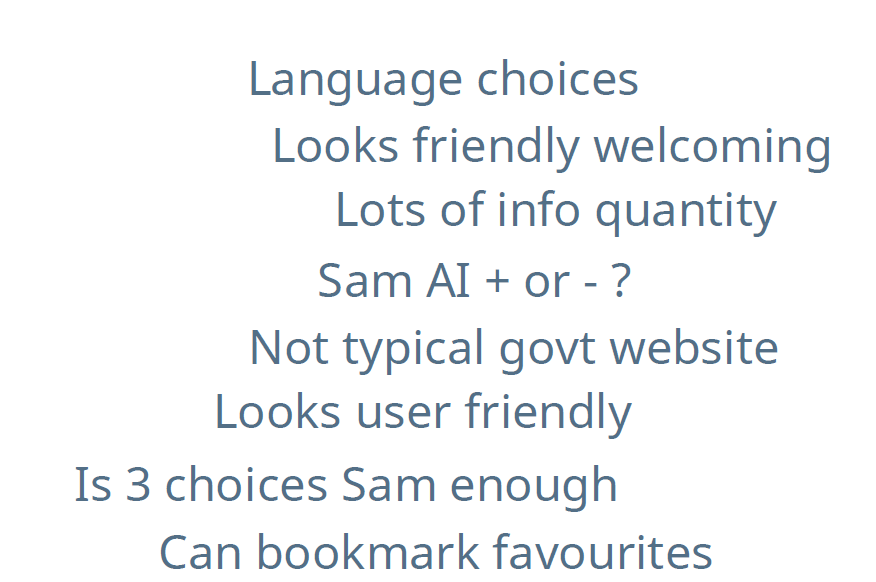 Language choices
Looks friendly welcoming
Lots of info quantity
Sam AI + or - ?
Not typical govt website
Looks user friendly
Is 3 choices Sam enough
Can bookmark favourites